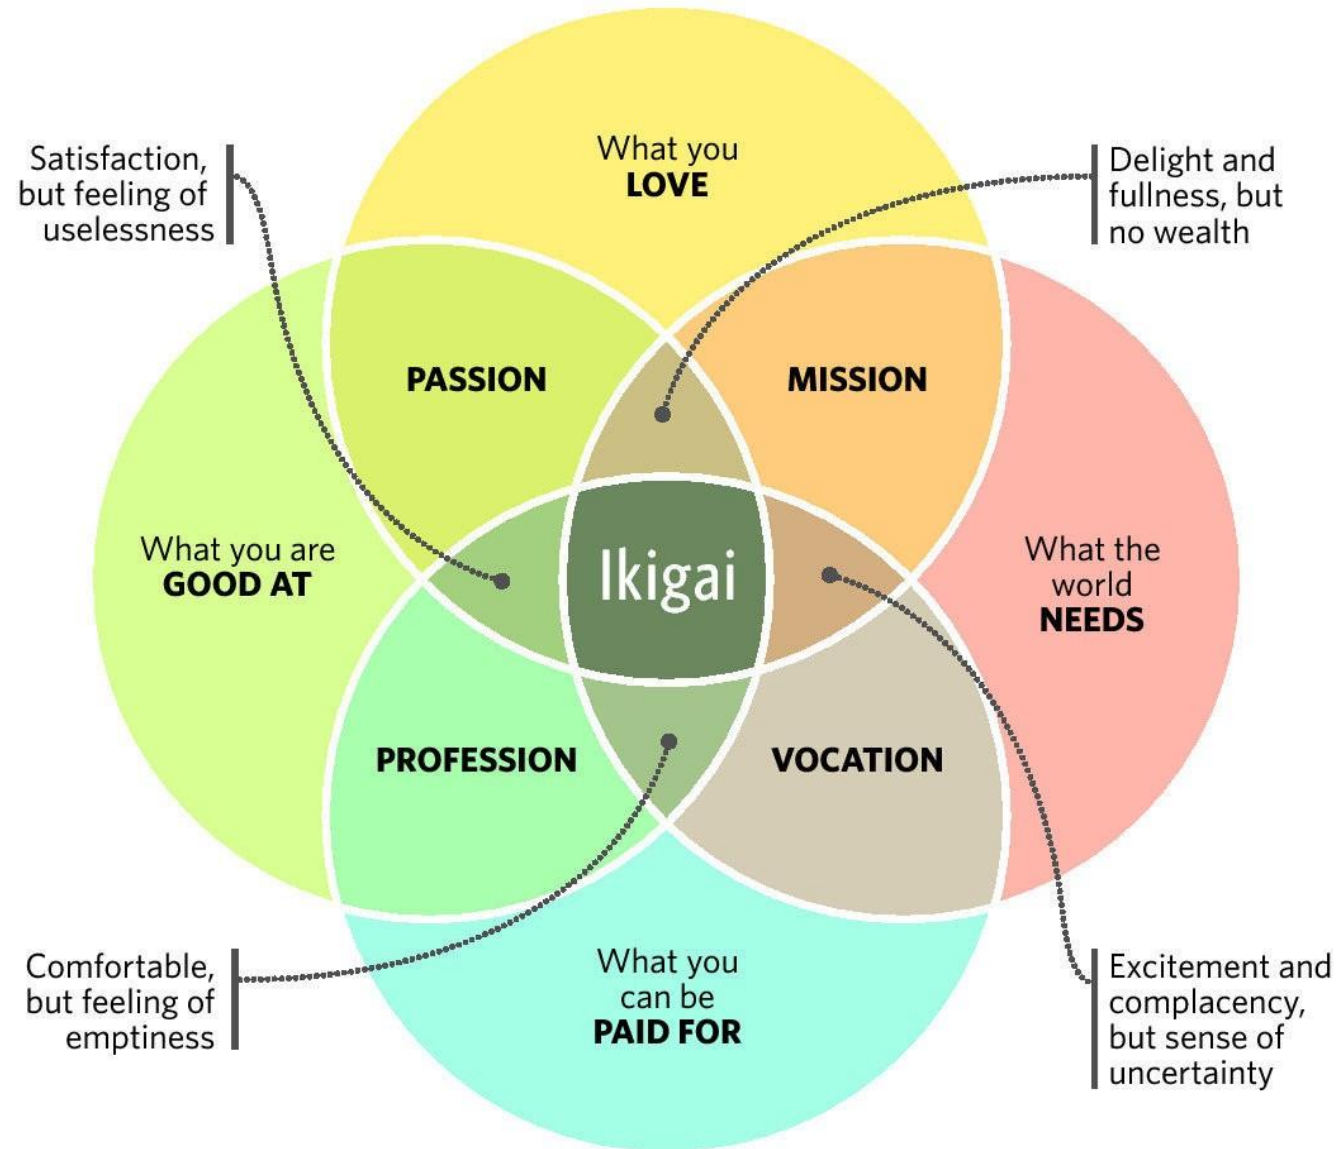 What you
LOVE
Satisfaction,
but feeling of
uselessness
Delight and
fullness, but
no wealth
PASSION
MISSION
What you are
GOOD AT
Ikigai
What the
world
NEEDS
PROFESSION
VOCATION
Comfortable,
but feeling of
emptiness
What you
can be
PAID FOR
Excitement and
complacency,
but sense of
uncertainty